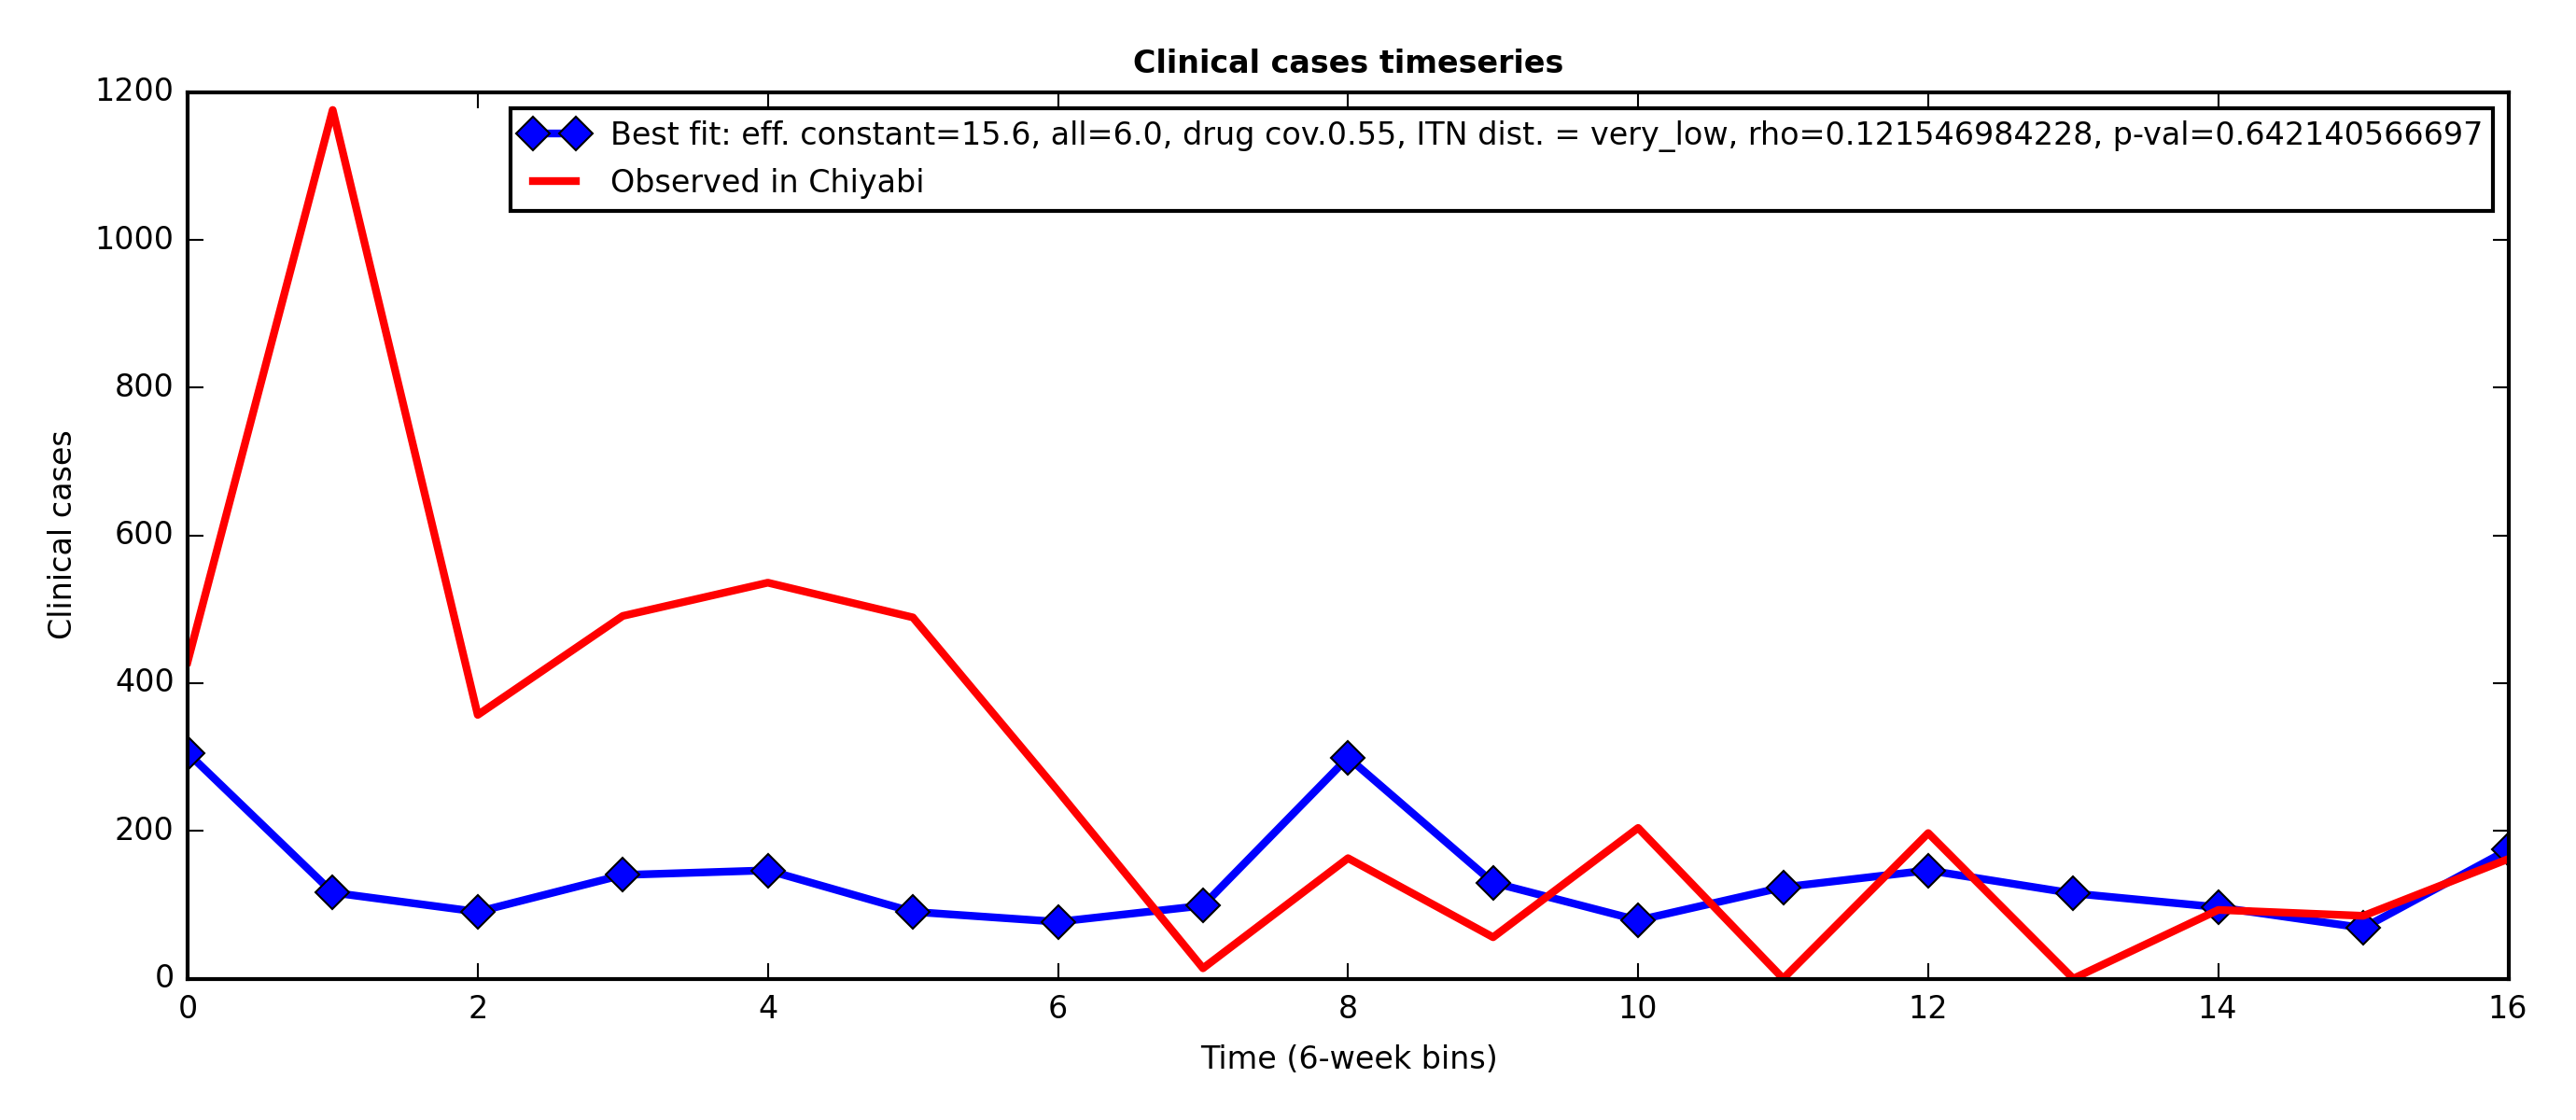 Clinical cases timeseries
Best fit: eff. constant=15.6, all=6.0, drug cov.0.55, ITN dist. = very_low, rho=0.121546984228, p-val=0.642140566697
Observed in Chiyabi
1200
1000
800
600
400
200
0
Clinical cases
0 2 4 6 8 10 12 14 16
Time (6-week bins)